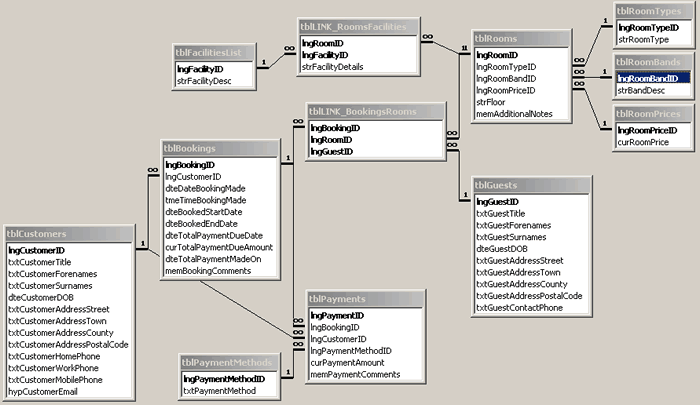 tblFacilitiesList
lngFacilityID
strFacilityDesc
tblLINK_RoomsFacilities
lngRoomID
lngFacilityID
strFacilityDetails
tblRooms
lngRoomID
lngRoomTypeID
lngRoomBandID
lngRoomPriceID
strFloor
memAdditionalNotes
tblRoomTypes
lngRoomTypeID
strRoomType
tblRoomBands
lngRoomBandID
strBandDesc
tblRoomPrices
lngRoomPriceID
curRoomPrice
tblLINK_BookingsRooms
lngBookingID
lngRoomID
lngGuestID
tblBookings
lngBookingID
lngCustomerID
dteDateBookingMade
tmeTimeBookingMade
dteBookedStartDate
dteBookedEndDate
dteTotalPaymentDueDate
curTotalPaymentDueAmount
dteTotalPaymentMadeOn
memBookingComments
tblGuests
lngGuestID
txtGuestTitle
txtGuestForenames
txtGuestSurnames
dteGuestDOB
txtGuestAddressStreet
txtGuestAddressTown
txtGuestAddressCounty
txtGuestAddressPostalCode
txtGuestContactPhone
tblCustomers
lngCustomerID
txtCustomerTitle
txtCustomerForenames
txtCustomerSurnames
dteCustomerDOB
txtCustomerAddressStreet
txtCustomerAddressTown
txtCustomerAddressCounty
txtCustomerAddressPostalCode
txtCustomerHomePhone
txtCustomerWorkPhone
txtCustomerMobilePhone
hypCustomerEmail
tblPayments
lngPaymentID
lngBookingID
lngCustomerID
lngPaymentMethodID
curPaymentAmount
memPaymentComments
tblPaymentMethods
lngPaymentMethodID
txtPaymentMethod
1 ∞
∞ 1
1 ∞
1 ∞
1 ∞
1 ∞
∞ 1
∞ 1
1 ∞
1 ∞
∞
1 ∞